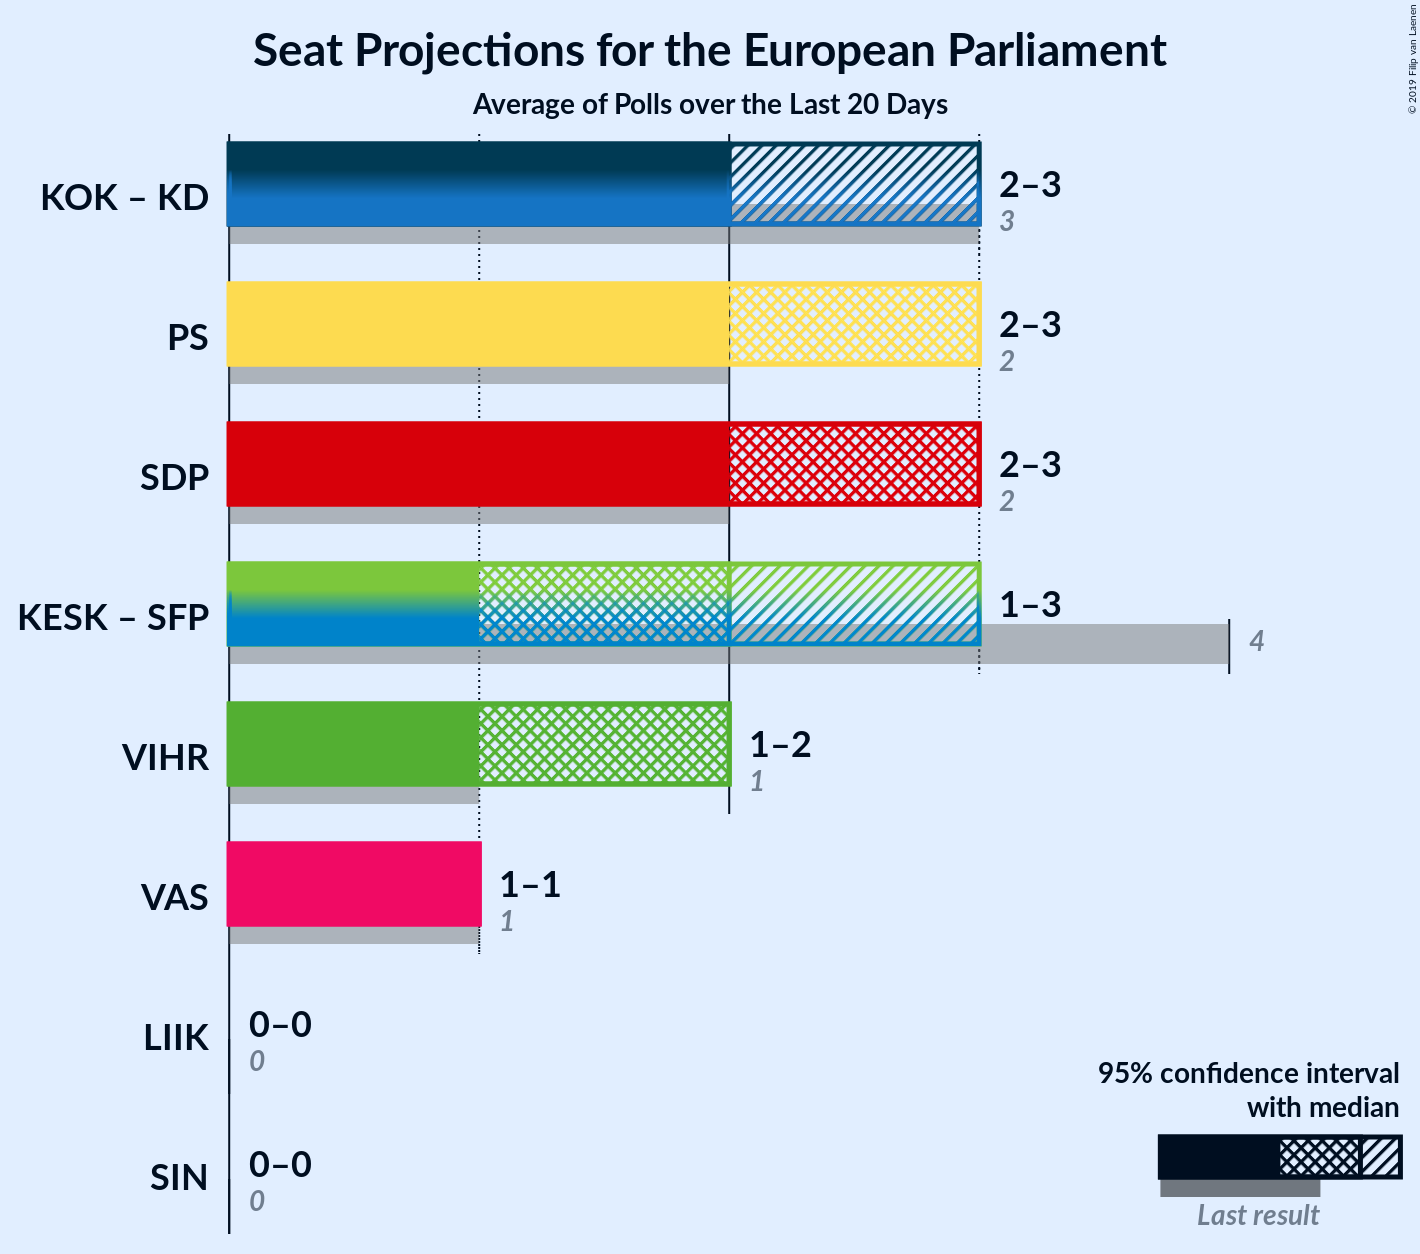 Seat Projections for the European Parliament
Average of Polls over the Last 20 Days
© 2019 Filip van Laenen
KOK – KD
2–3
3
PS
2–3
2
SDP
2–3
2
KESK – SFP
1–3
4
VIHR
1–2
1
VAS
1–1
1
LIIK
0–0
0
SIN
0–0
0
95% confidence interval
with median
Last result